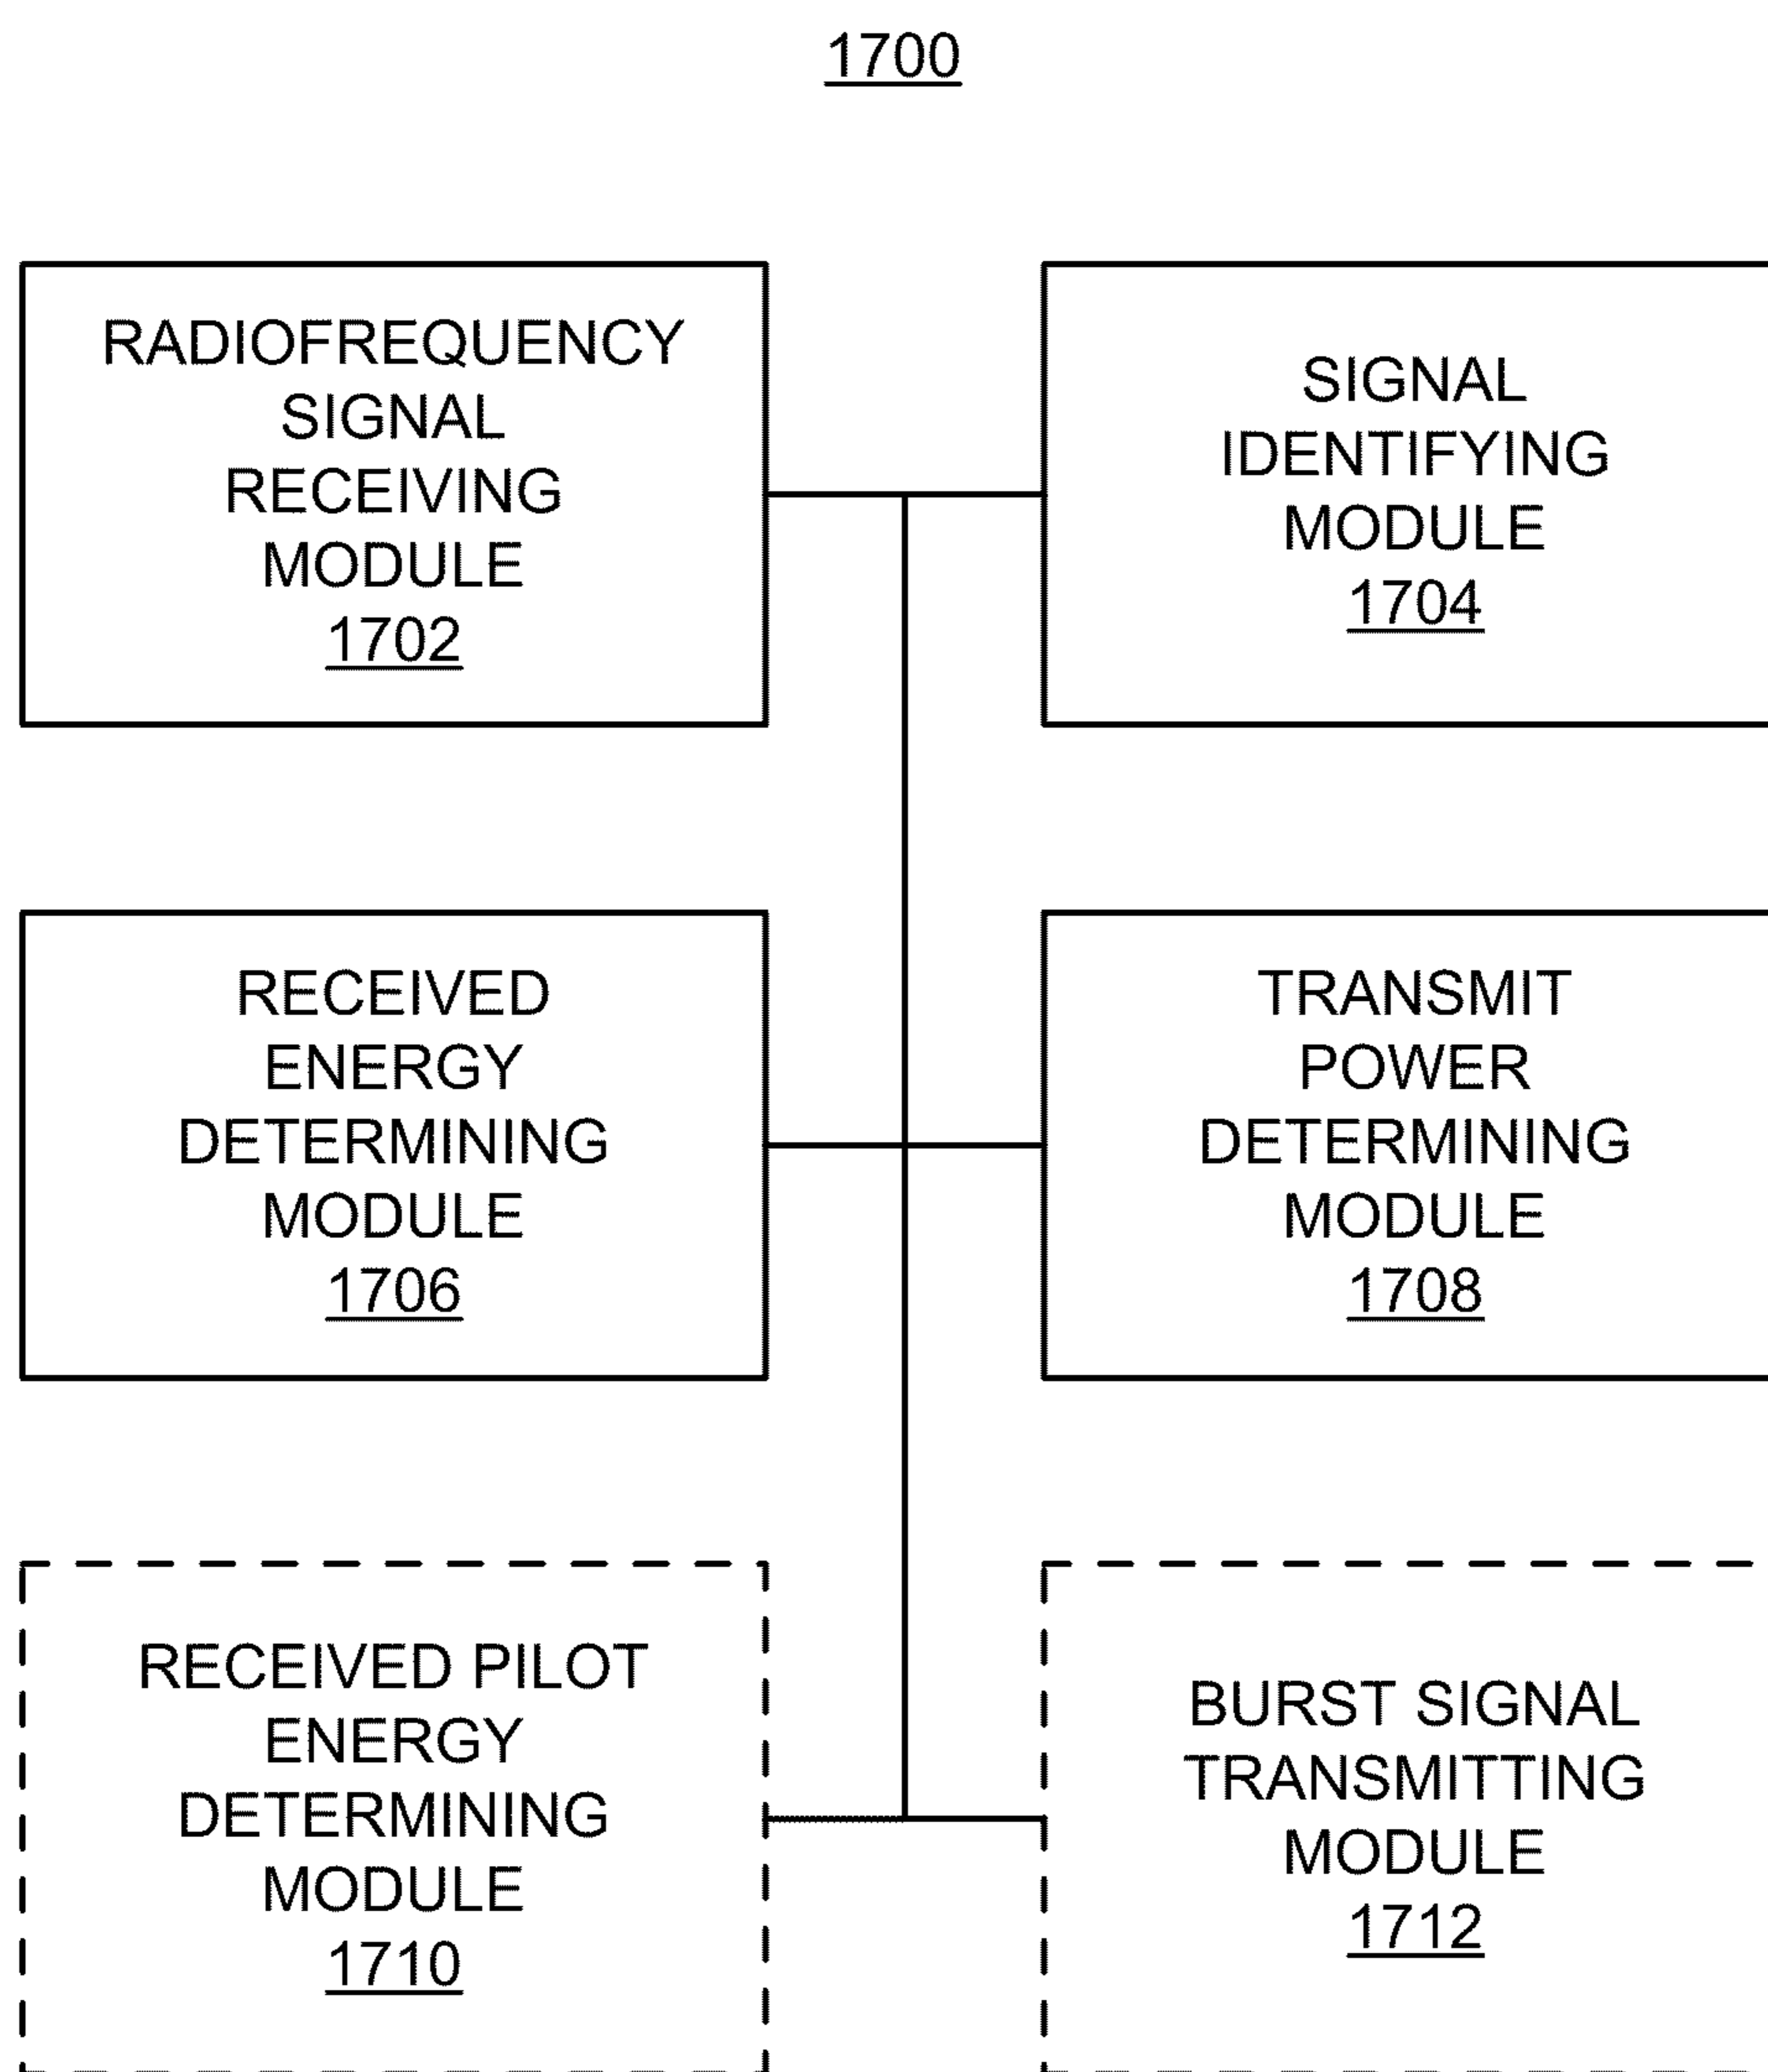 1700
RADIOFREQUENCY
SIGNAL
RECEIVING
MODULE
1702
SIGNAL
IDENTIFYING
MODULE
1704
RECEIVED
ENERGY
DETERMINING
MODULE
1706
TRANSMIT
POWER
DETERMINING
MODULE
1708
RECEIVED PILOT
ENERGY
DETERMINING
MODULE
1710
BURST SIGNAL
TRANSMITTING
MODULE
1712